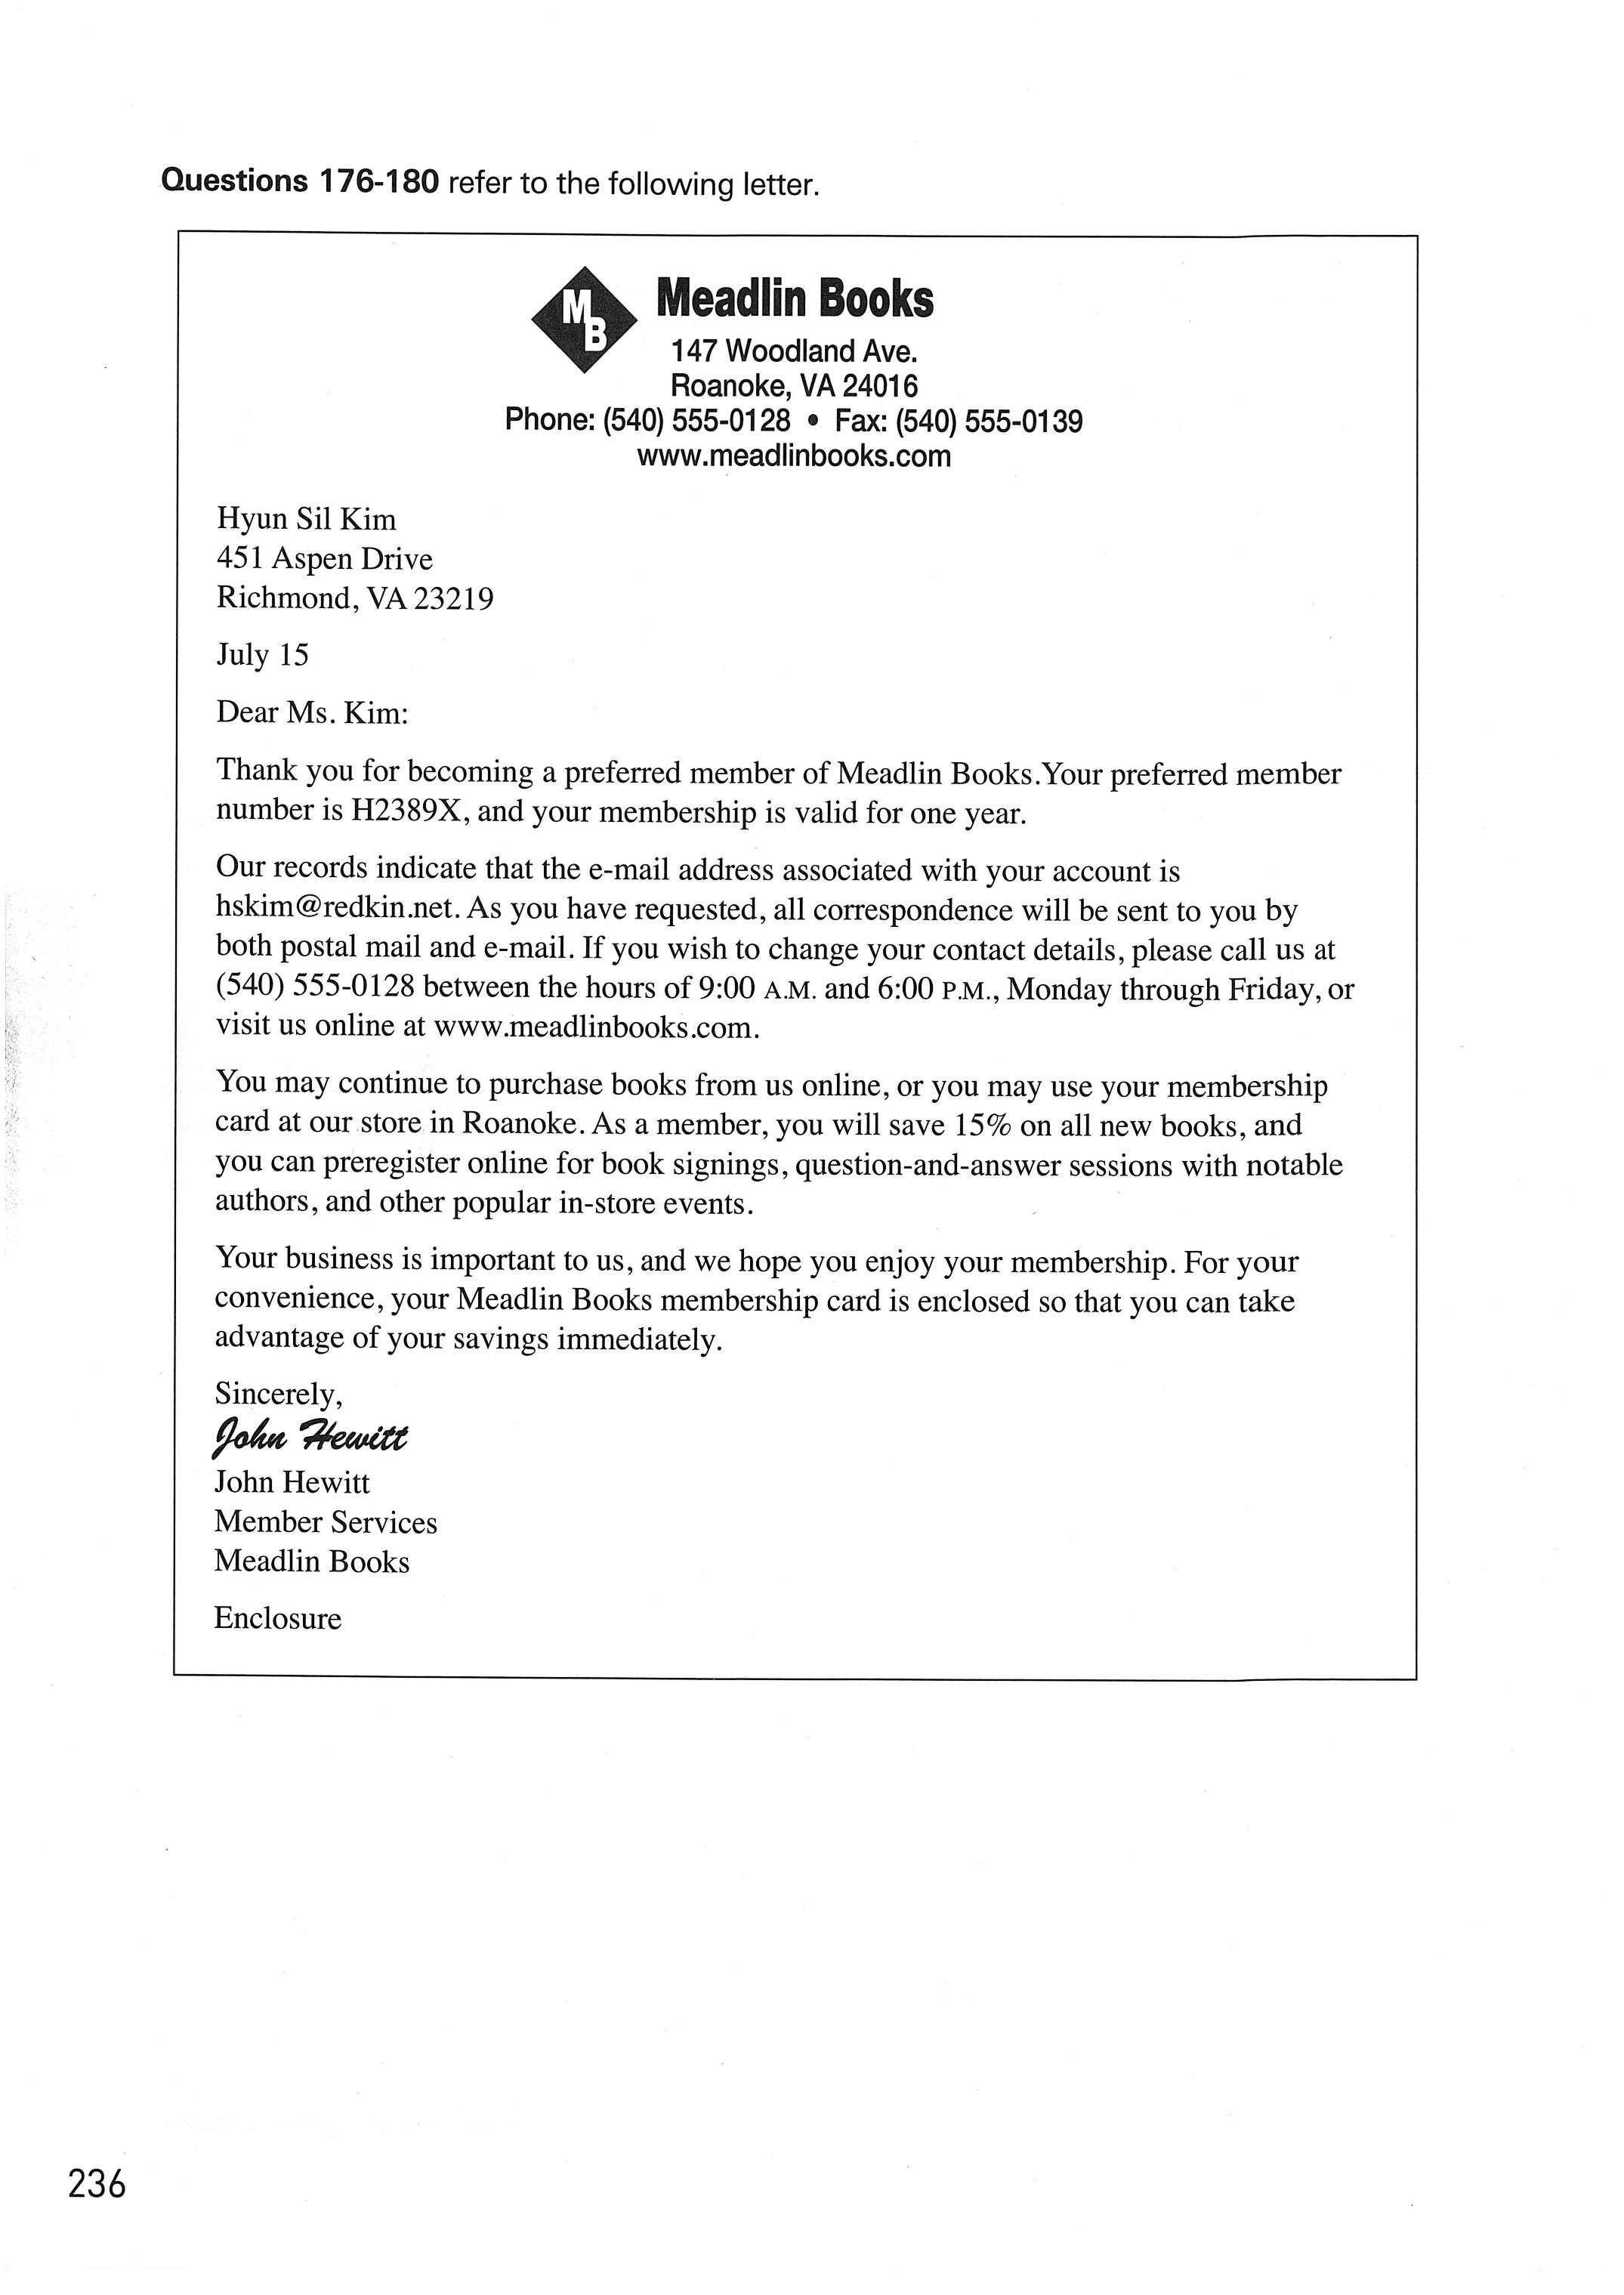 Questions 176-180 refer to the following letter.
MB
Meadlin Books
147 Woodland Ave.
Roanoke, VA 24016
Phone: (540) 555-0128 • Fax: (540) 555-0139
www.meadlinbooks.com
Hyun Sil Kim
451 Aspen Drive
Richmond, VA 23219
July 15
Dear Ms. Kim:
Thank you for becoming a preferred member of Meadlin Books.Your preferred member
number is H2389X, and your membership is valid for one year.
Our records indicate that the e-mail address associated with your account is
hskim@redkin.net. As you have requested, all correspondence will be sent to you by
both postal mail and e-mail. If you wish to change your contact details, please call us at
(540) 555-0128 between the hours of 9:00 A.M. and 6:00 P.M., Monday through Friday, or
visit us online at www.meadlinbooks.com.
You may continue to purchase books from us online, or you may use your membership
card at our store in Roanoke. As a member, you will save 15% on all new books, and
you can preregister online for book signings, question-and-answer sessions with notable
authors, and other popular in-store events.
Your business is important to us, and we hope you enjoy your membership. For your
convenience, your Meadlin Books membership card is enclosed so that you can take
advantage of your savings immediately.
Sincerely,
John Hewitt
John Hewitt
Member Services
Meadlin Books
Enclosure
236